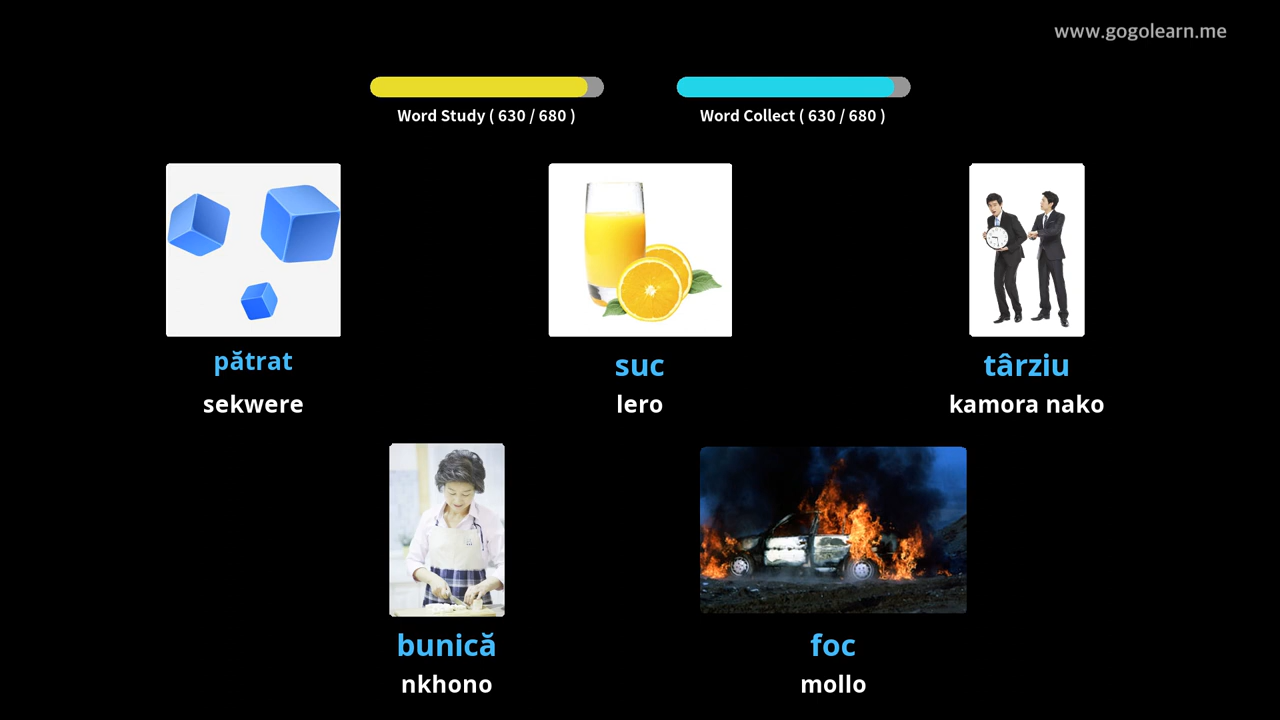 www.gogolearn.me
Word Study ( 630 / 680 )
Word Collect ( 630 / 680 )
pătrat
suc
târziu
sekwere
lero
kamora nako
bunică
foc
nkhono
mollo